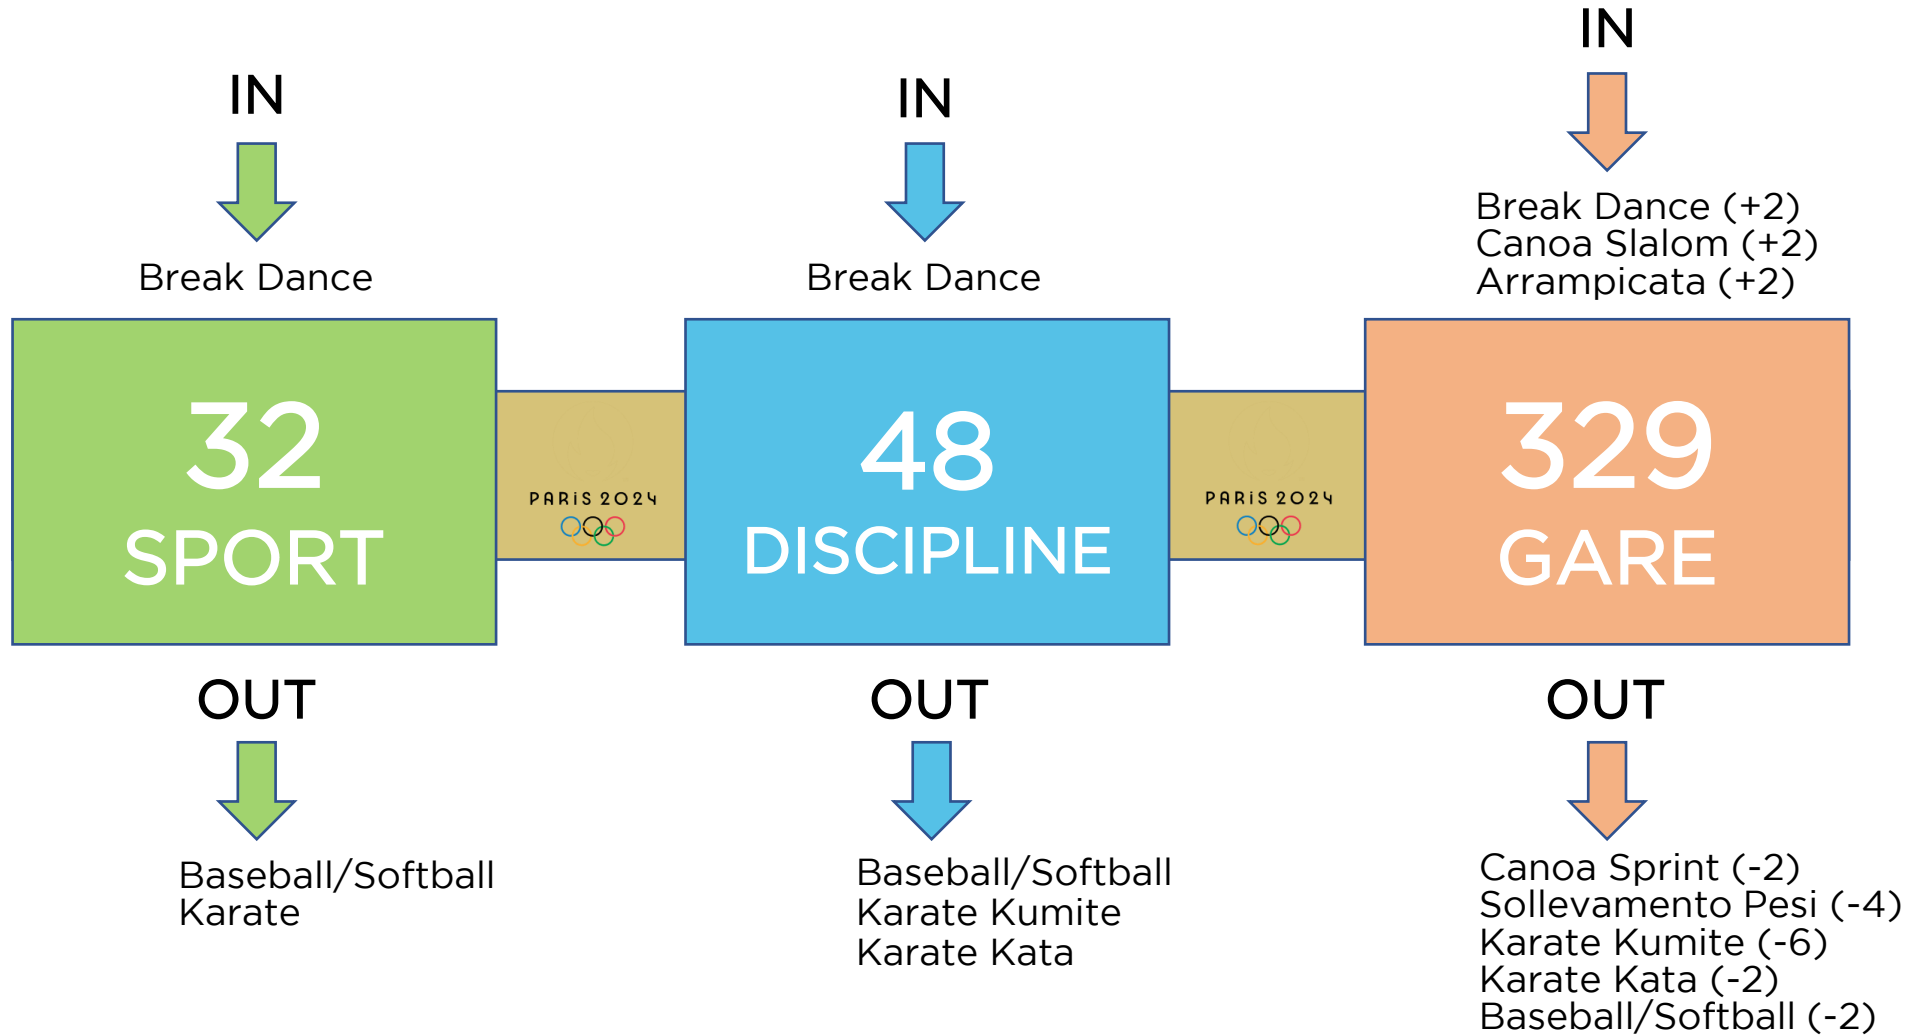 IN
Break Dance
32
SPORT
OUT
Baseball/Softball
Karate
PARIS 2024
IN
Break Dance
48
DISCIPLINE
OUT
Baseball/Softball
Karate Kumite
Karate Kata
PARIS 2024
IN
Break Dance (+2)
Canoa Slalom (+2)
Arrampicata (+2)
329
GARE
OUT
Canoa Sprint (-2)
Sollevamento Pesi (-4)
Karate Kumite (-6)
Karate Kata (-2)
Baseball/Softball (-2)